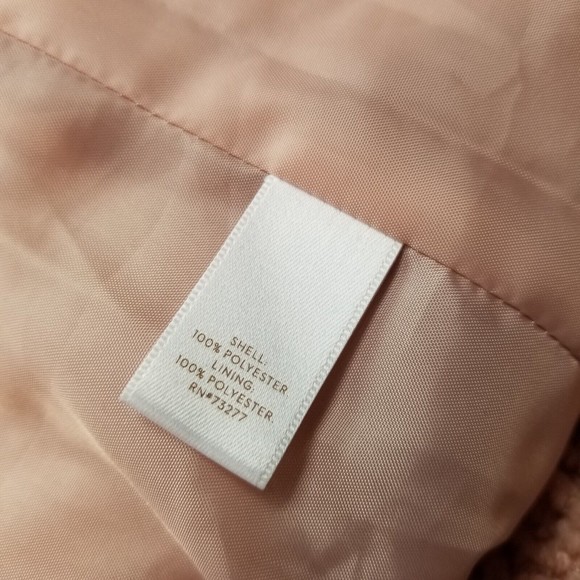 SHELL:
100% POLYESTER
LINING:
100% POLYESTER.
RN#73277